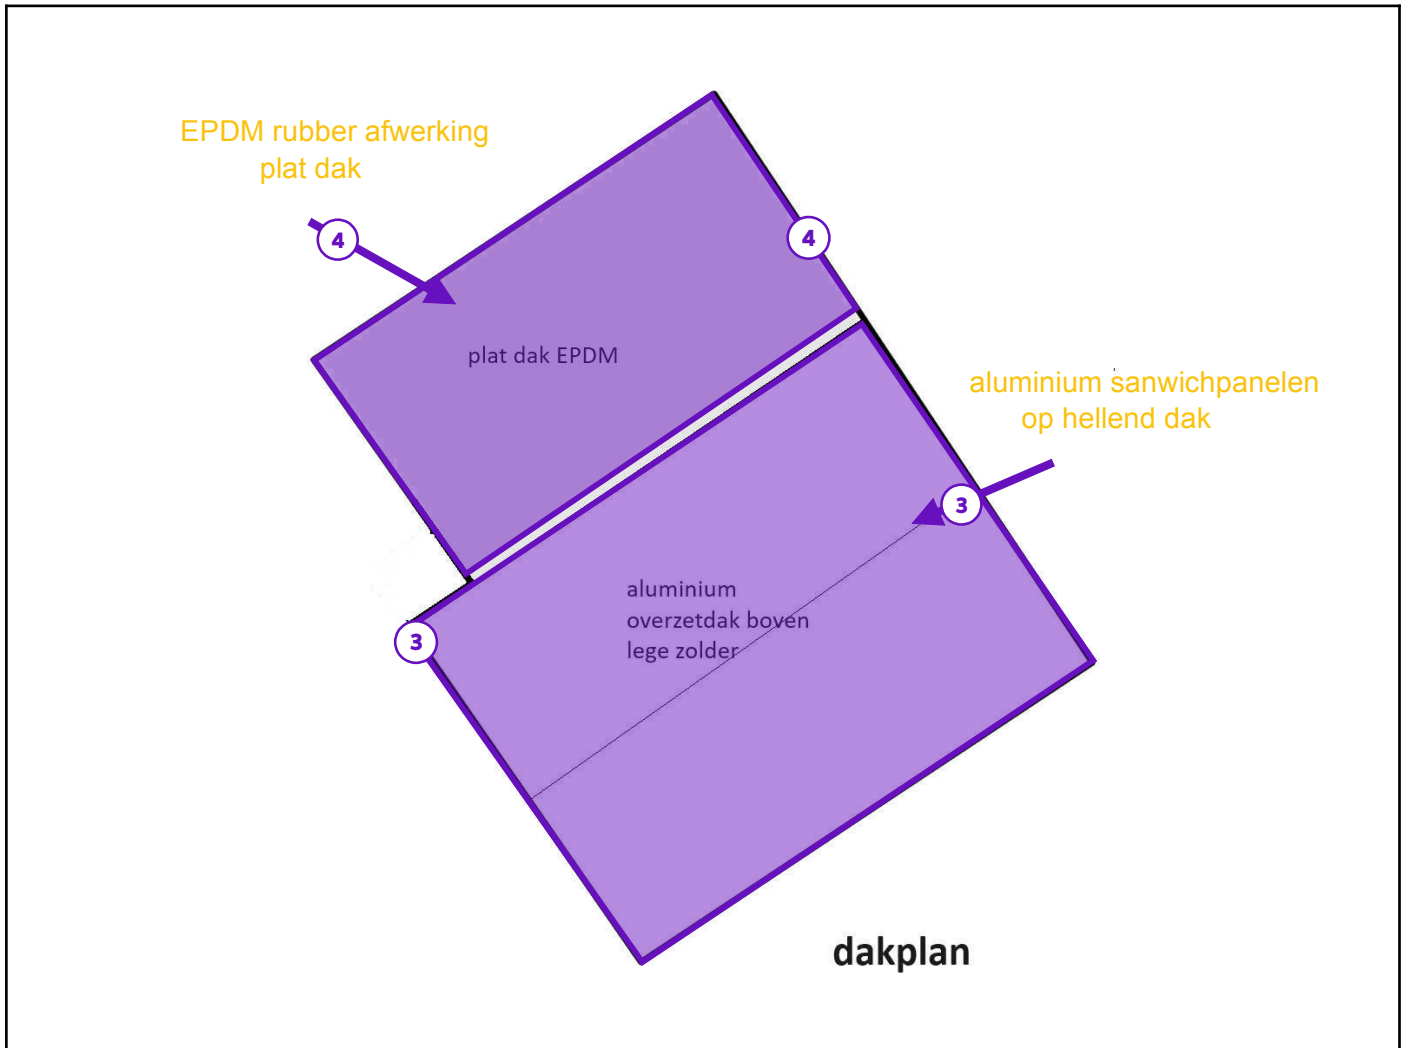 EPDM rubber afwerking
plat dak
4
4
plat dak EPDM
aluminium sanwichpanelen
op hellend dak
3
aluminium
overzetdak boven
lege zolder
3
dakplan